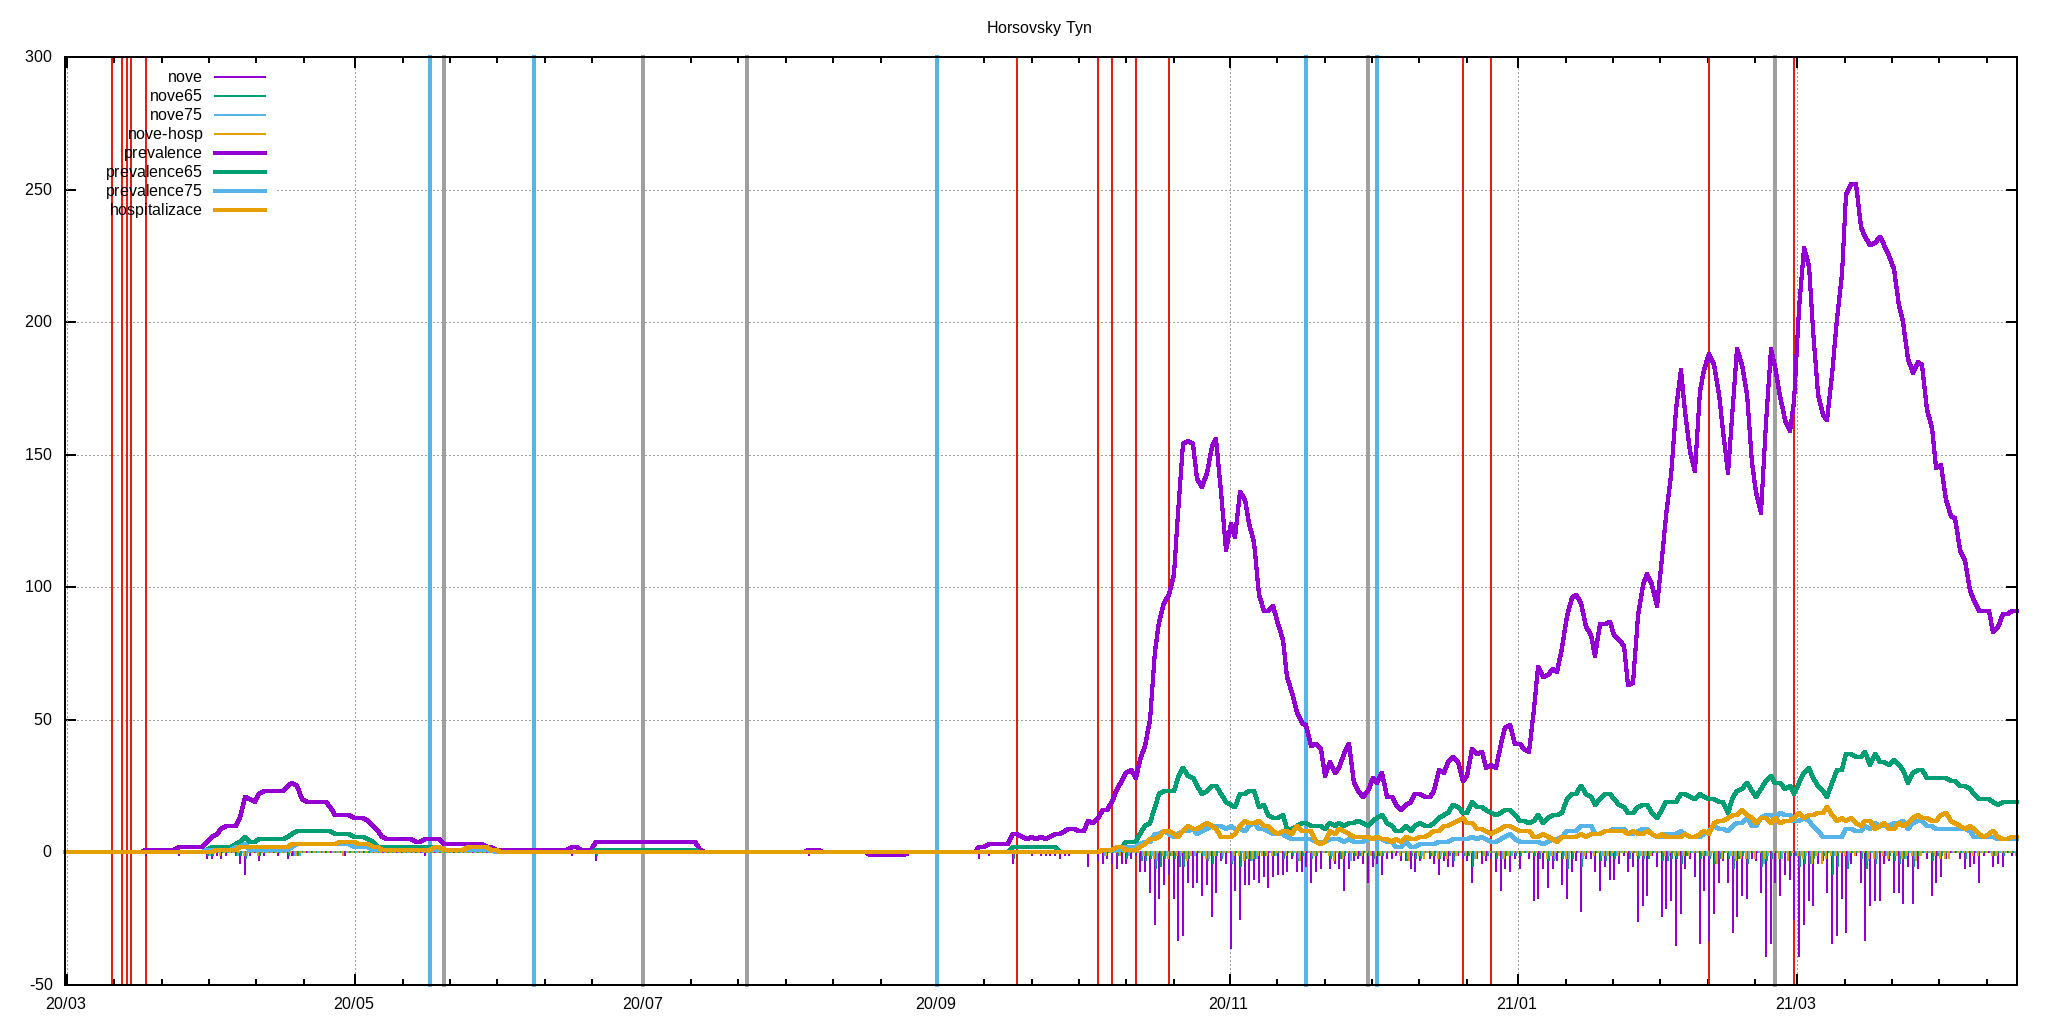 Horsovsky Tyn
300
250
200
150
100
50
0
-50
nove
nove65
nove75
nove-hosp
prevalence
prevalence65
prevalence75
hospitalizace
20/03 20/05 20/07 20/09 20/11 21/01 21/03